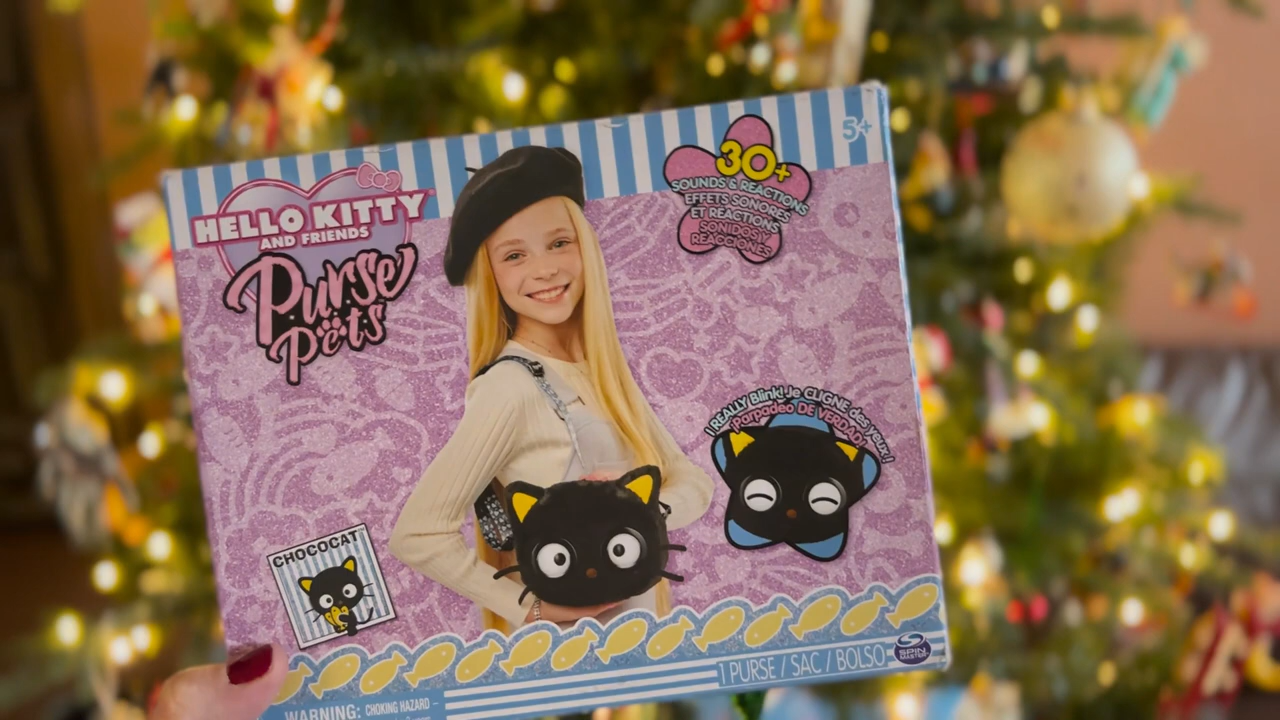 5+
HELLO KITTY
AND FRIENDS
Purse
Pets
30+
SOUNDS & REACTIONS
EFFETS SONORES
ET RÉACTIONS
SONIDOS Y
REACCIONES
I REALLY Blink! Je CLIGNE des yeux!
¡Parpadeo DE VERDAD!
CHOCOCAT™
1 PURSE / SAC / BOLSO
SPIN
MASTER
WARNING: CHOKING HAZARD –